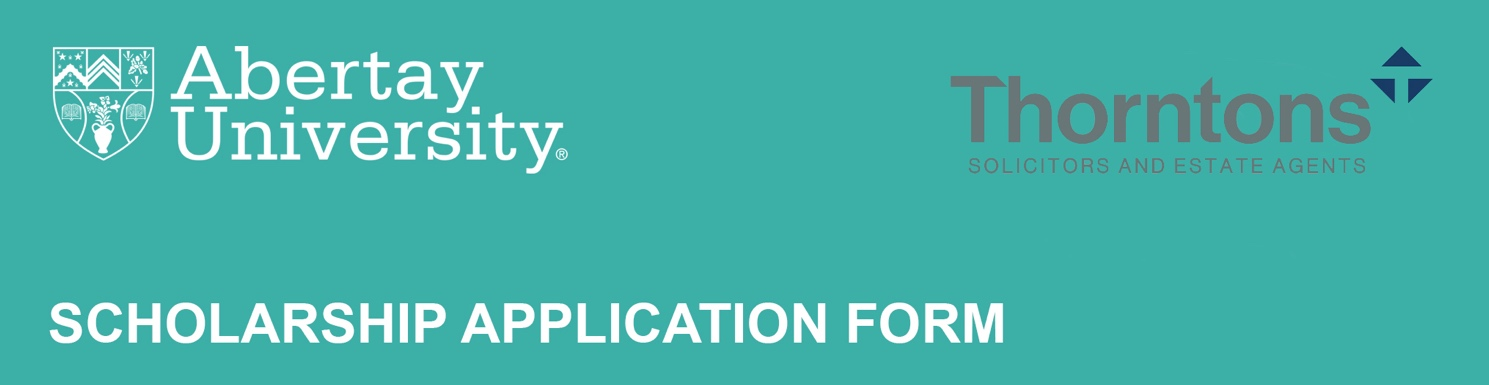 Abertay
University®
Thorntons
SOLICITORS AND ESTATE AGENTS
SCHOLARSHIP APPLICATION FORM